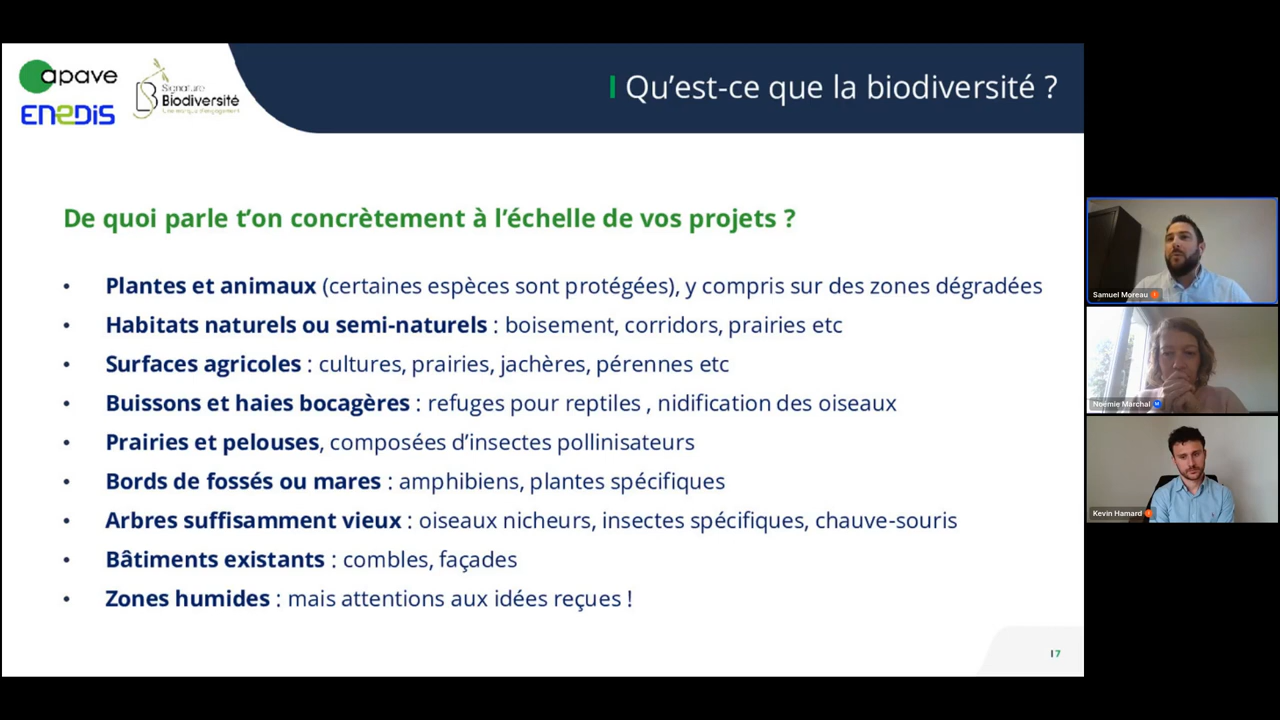 apave
Signature
Biodiversité
Une marque d'engagement
ENEDIS
Qu'est-ce que la biodiversité ?
De quoi parle t'on concrètement à l'échelle de vos projets ?
• Plantes et animaux (certaines espèces sont protégées), y compris sur des zones dégradées
• Habitats naturels ou semi-naturels : boisement, corridors, prairies etc
• Surfaces agricoles : cultures, prairies, jachères, pérennes etc
• Buissons et haies bocagères : refuges pour reptiles , nidification des oiseaux
• Prairies et pelouses, composées d'insectes pollinisateurs
• Bords de fossés ou mares : amphibiens, plantes spécifiques
• Arbres suffisamment vieux : oiseaux nicheurs, insectes spécifiques, chauve-souris
• Bâtiments existants : combles, façades
• Zones humides : mais attentions aux idées reçues !
I 7
Samuel Moreau
Noémie Marchal
M
Kevin Hamard